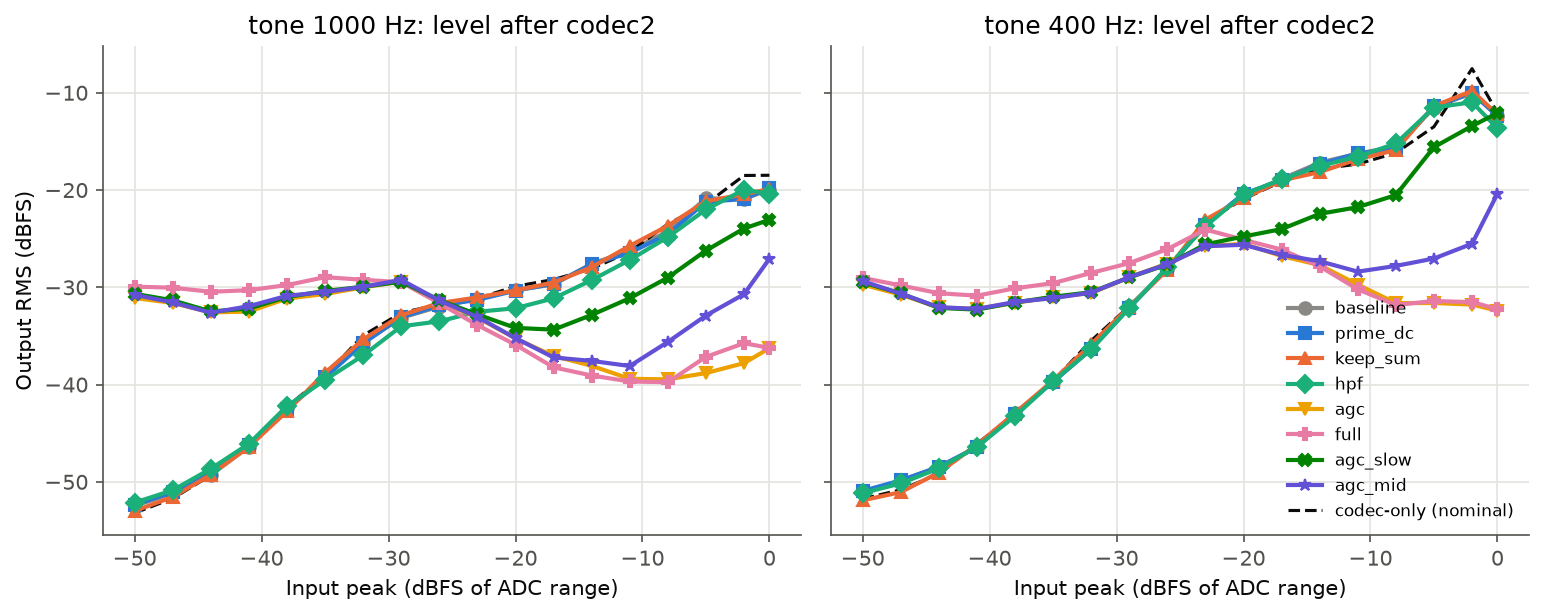 tone 1000 Hz: level after codec2
tone 400 Hz: level after codec2
Output RMS (dBFS)
−10
−20
−30
−40
−50
−50
−40
−30
−20
−10
0
−50
−40
−30
−20
−10
0
Input peak (dBFS of ADC range)
Input peak (dBFS of ADC range)
baseline
prime_dc
keep_sum
hpf
agc
full
agc_slow
agc_mid
codec-only (nominal)